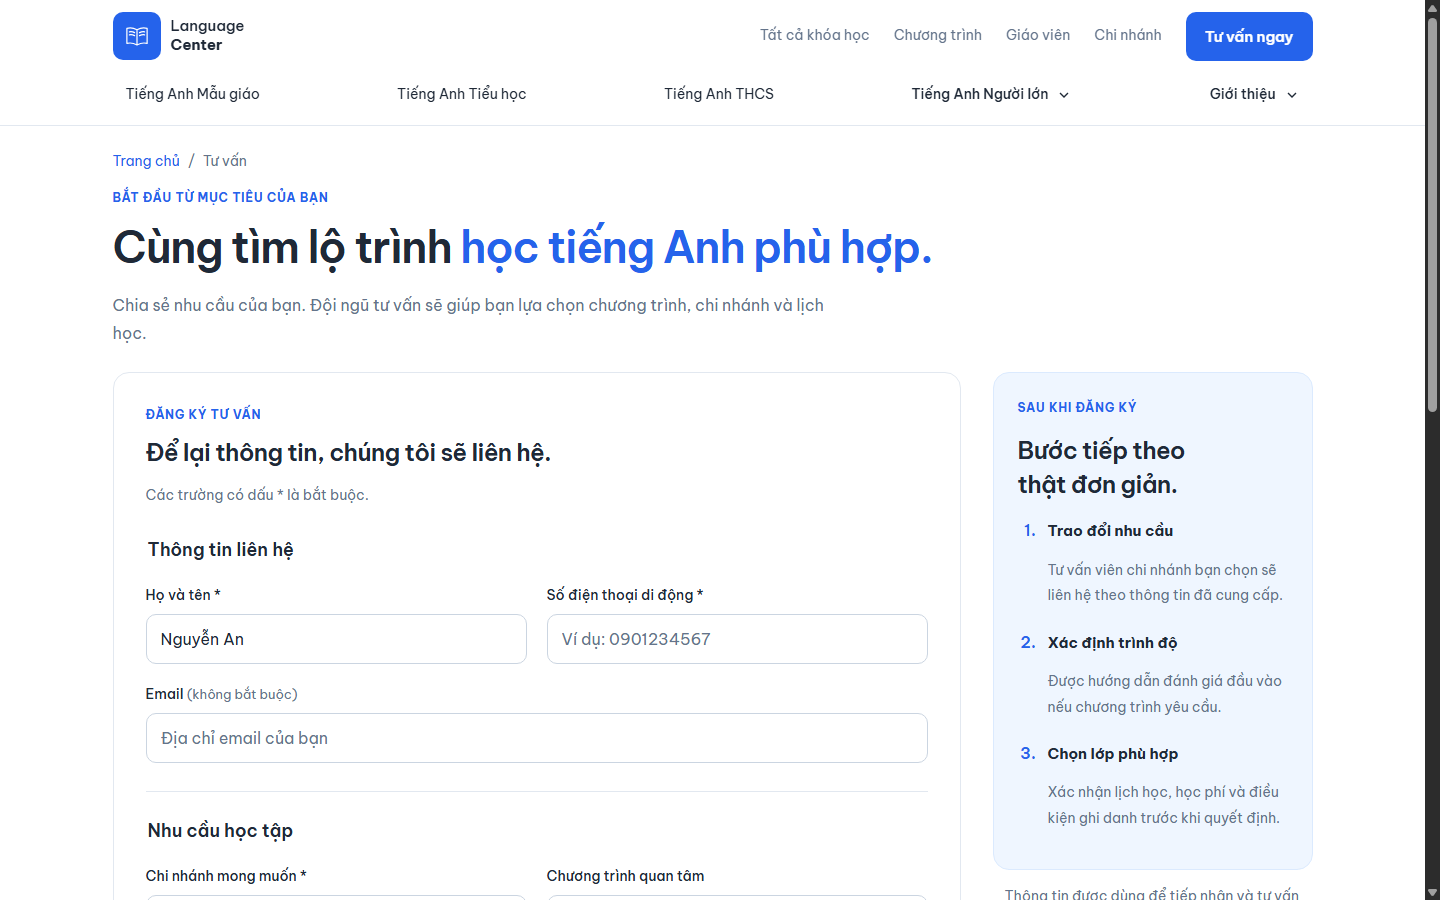 Language
Center
Tất cả khóa học
Chương trình
Giáo viên
Chi nhánh
Tư vấn ngay
Tiếng Anh Mẫu giáo
Tiếng Anh Tiểu học
Tiếng Anh THCS
Tiếng Anh Người lớn
Giới thiệu
Trang chủ / Tư vấn
BẮT ĐẦU TỪ MỤC TIÊU CỦA BẠN
Cùng tìm lộ trình học tiếng Anh phù hợp.
Chia sẻ nhu cầu của bạn. Đội ngũ tư vấn sẽ giúp bạn lựa chọn chương trình, chi nhánh và lịch
học.
ĐĂNG KÝ TƯ VẤN
Để lại thông tin, chúng tôi sẽ liên hệ.
Các trường có dấu * là bắt buộc.
Thông tin liên hệ
Họ và tên *
Số điện thoại di động *
Nguyễn An
Ví dụ: 0901234567
Email (không bắt buộc)
Địa chỉ email của bạn
Nhu cầu học tập
Chi nhánh mong muốn *
Chương trình quan tâm
SAU KHI ĐĂNG KÝ
Bước tiếp theo
thật đơn giản.
1. Trao đổi nhu cầu
Tư vấn viên chi nhánh bạn chọn sẽ
liên hệ theo thông tin đã cung cấp.
2. Xác định trình độ
Được hướng dẫn đánh giá đầu vào
nếu chương trình yêu cầu.
3. Chọn lớp phù hợp
Xác nhận lịch học, học phí và điều
kiện ghi danh trước khi quyết định.
Thông tin được dùng để tiếp nhận và tư vấn